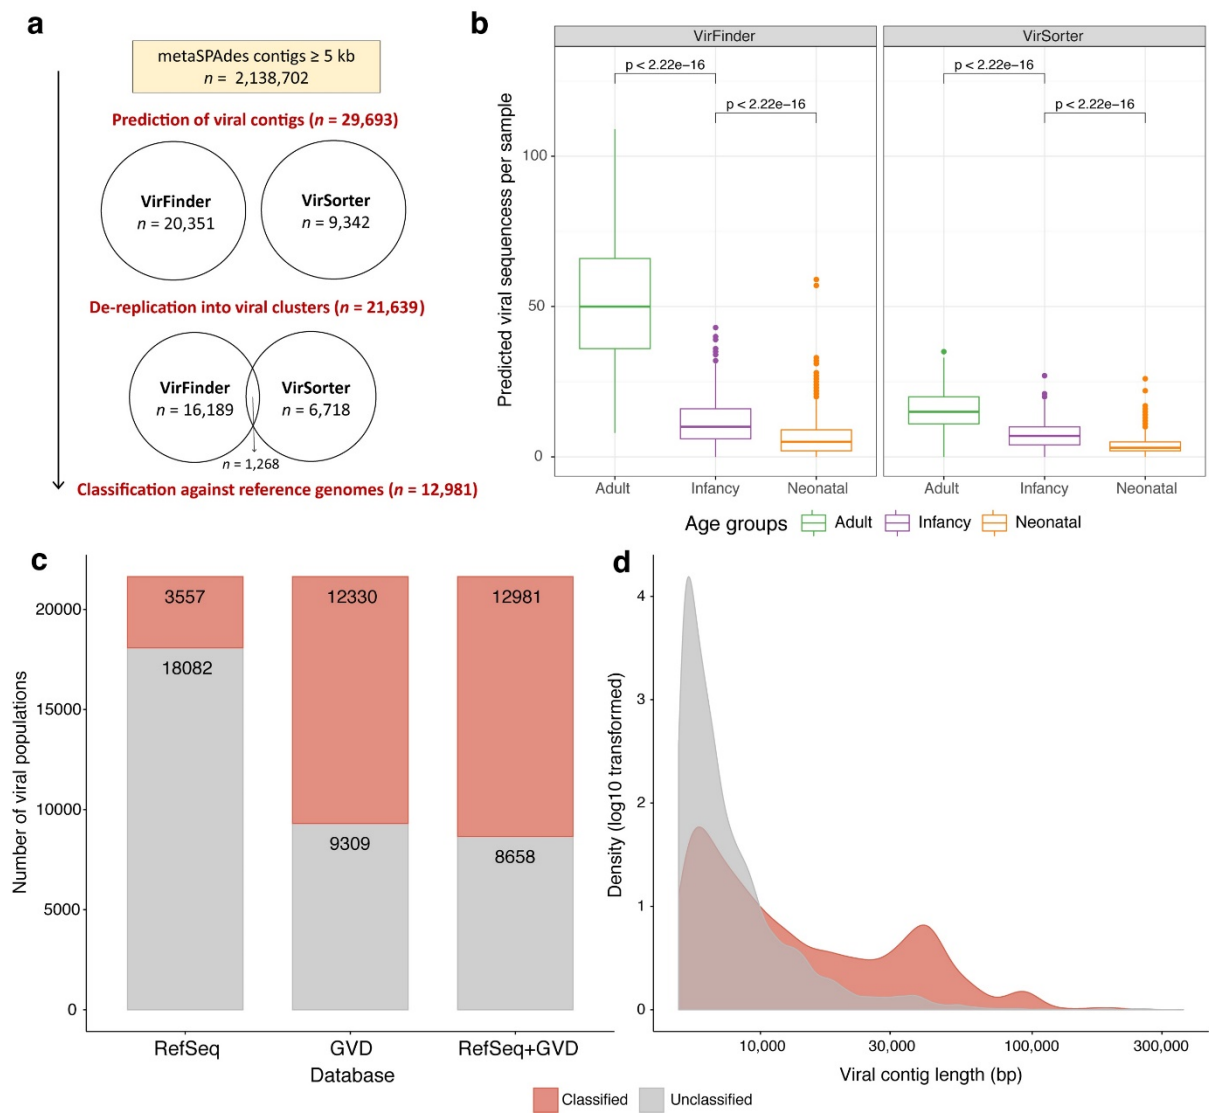 a
metaSPAdes contigs ≥ 5 kb
n = 2,138,702
Prediction of viral contigs (n = 29,693)
VirFinder
n = 20,351
VirSorter
n = 9,342
De-replication into viral clusters (n = 21,639)
VirFinder
n = 16,189
VirSorter
n = 6,718
n = 1,268
Classification against reference genomes (n = 12,981)
b
VirFinder
VirSorter
p < 2.22e−16
p < 2.22e−16
p < 2.22e−16
p < 2.22e−16
Predicted viral sequencess per sample
100
50
0
Adult
Infancy
Neonatal
Adult
Infancy
Neonatal
Age groups
Adult
Infancy
Neonatal
c
Number of viral populations
20000
15000
10000
5000
0
3557
18082
12330
9309
12981
8658
RefSeq
GVD
RefSeq+GVD
Database
d
Density (log10 transformed)
4
3
2
1
0
10,000
30,000
100,000
300,000
Viral contig length (bp)
Classified
Unclassified